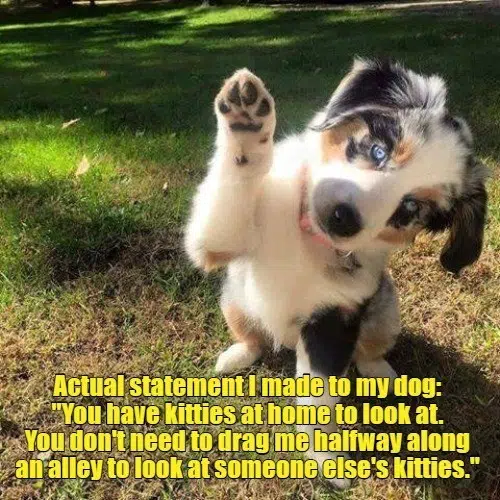 Actual statement I made to my dog:
"You have kitties at home to look at.
You don't need to drag me halfway along
an alley to look at someone else's kitties."